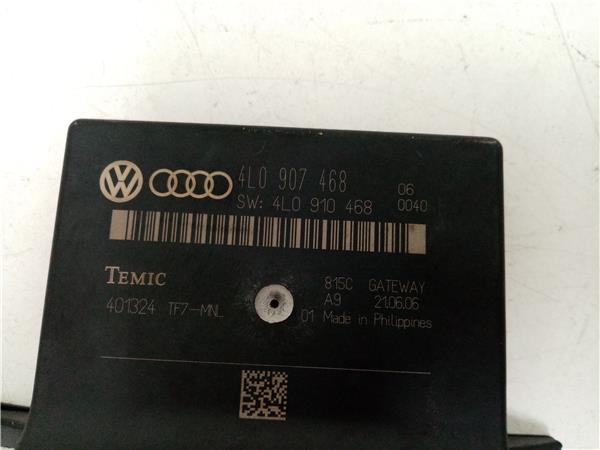 4L0 907 468 06
SW: 4L0 910 468 0040
TEMIC 815C GATEWAY
401324 TF7-MNL A9 21.06.06
01 Made in Philippines